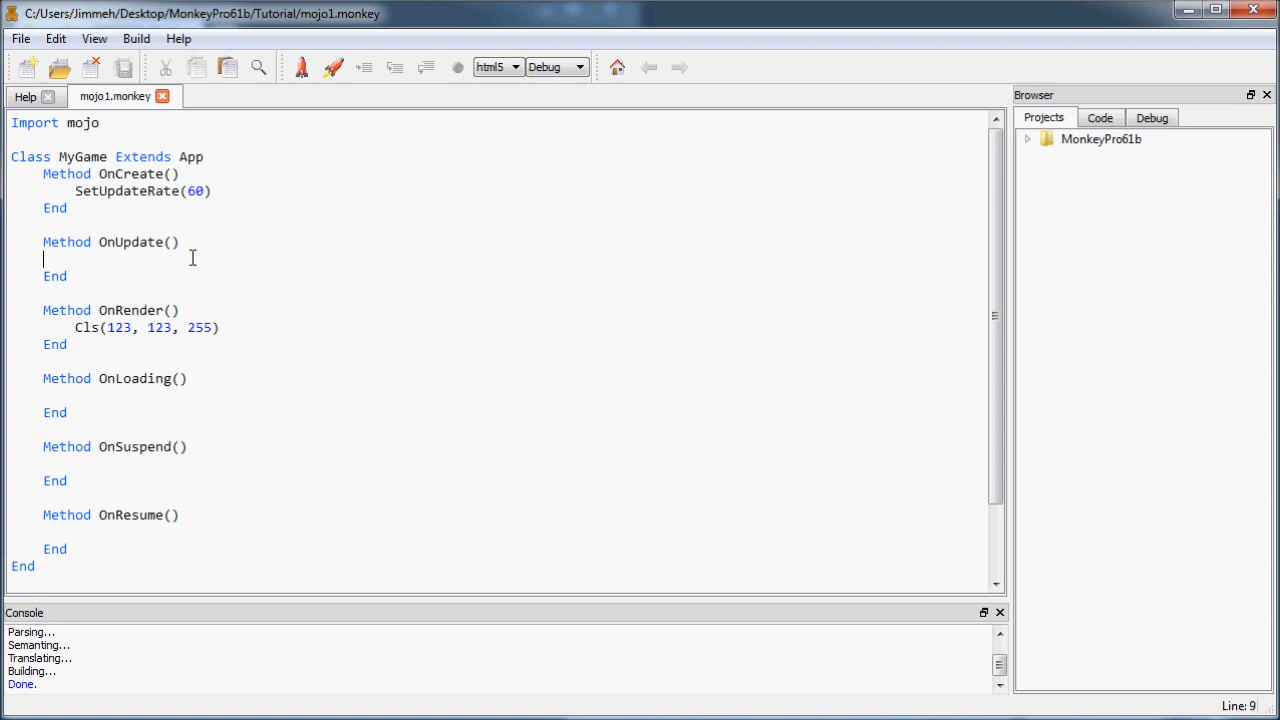 C:/Users/Jimmeh/Desktop/MonkeyPro61b/Tutorial/mojo1.monkey
File Edit View Build Help
html5 Debug
Help mojo1.monkey
Import mojo
Class MyGame Extends App
Method OnCreate()
SetUpdateRate(60)
End
Method OnUpdate()
End
Method OnRender()
Cls(123, 123, 255)
End
Method OnLoading()
End
Method OnSuspend()
End
Method OnResume()
End
End
Browser
Projects Code Debug
MonkeyPro61b
Console
Parsing...
Semanting...
Translating...
Building...
Done.
Line: 9